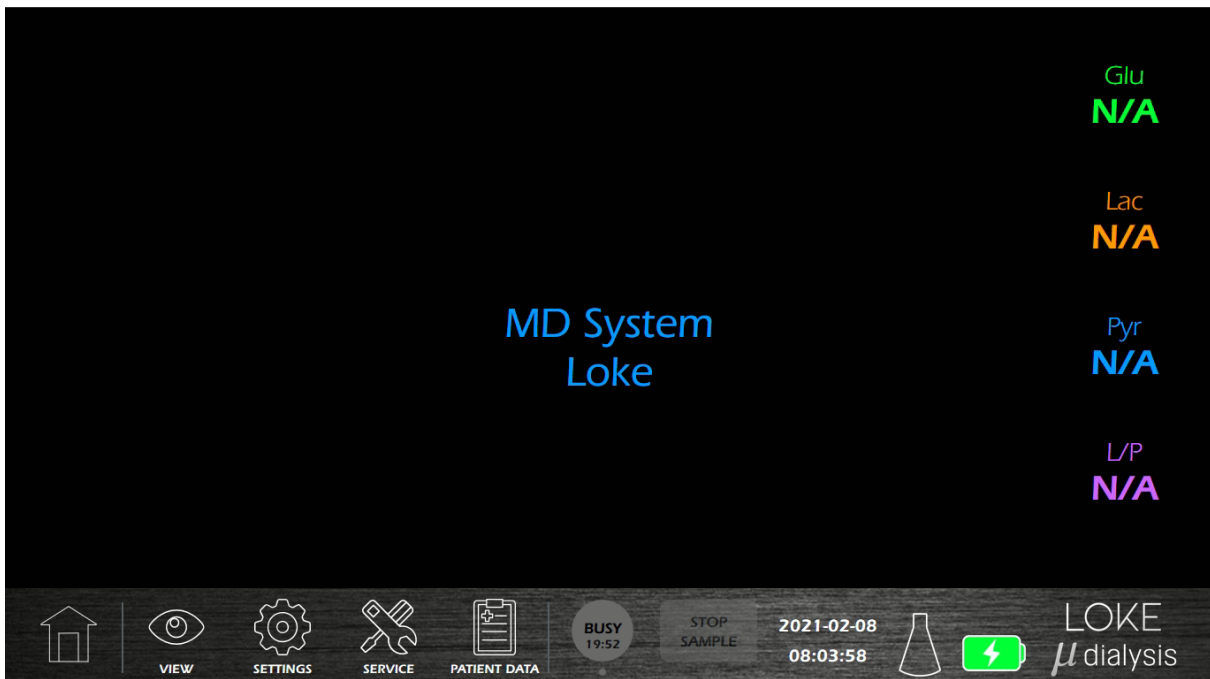 Glu
N/A
Lac
N/A
MD System
Loke
Pyr
N/A
L/P
N/A
VIEW
SETTINGS
SERVICE
PATIENT DATA
BUSY
19:52
STOP
SAMPLE
2021-02-08
08:03:58
LOKE
μ dialysis